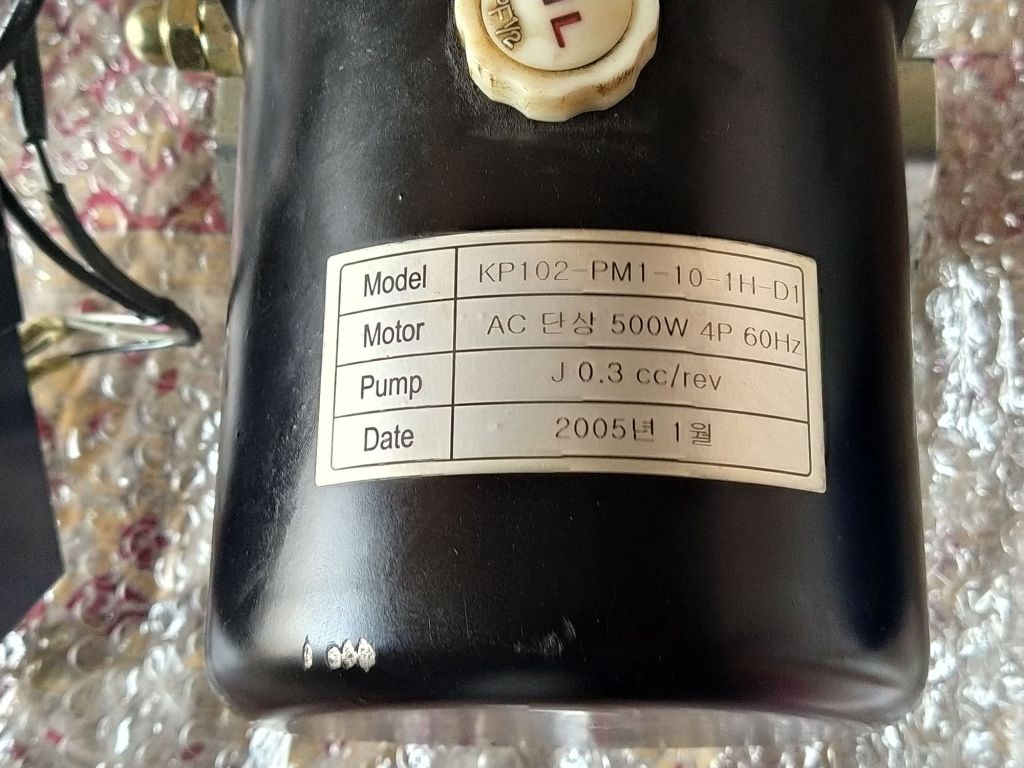 Model KP102-PM1-10-1H-D1
Motor AC 단상 500W 4P 60Hz
Pump J 0.3 cc/rev
Date 2005년 1월